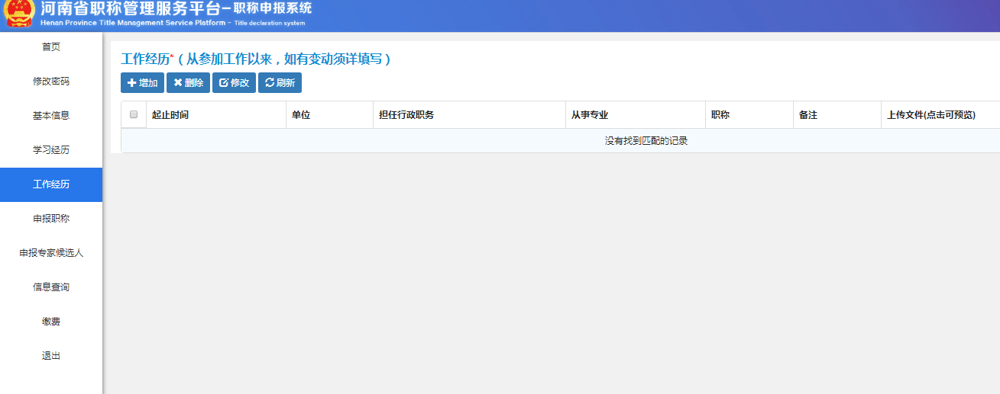 河南省职称管理服务平台-职称申报系统
Henan Province Title Management Service Platform - Title declaration system
首页
修改密码
基本信息
学习经历
工作经历
申报职称
申报专家候选人
信息查询
缴费
退出
工作经历*(从参加工作以来，如有变动须详填写)
增加 删除 修改 刷新
起止时间 单位 担任行政职务 从事专业 职称 备注 上传文件(点击可预览)
没有找到匹配的记录